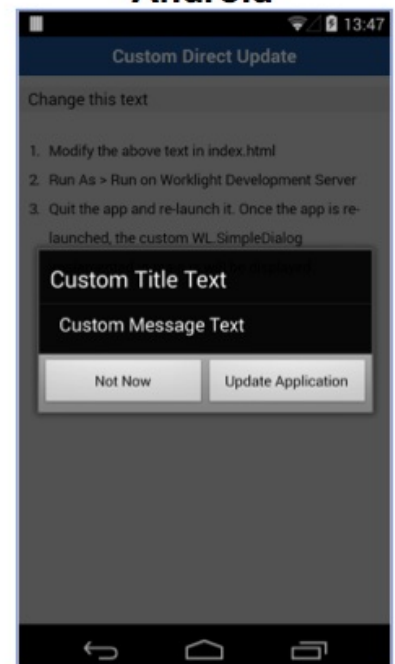 Android
13:47
Custom Direct Update
Change this text
1. Modify the above text in index.html
2. Run As > Run on Worklight Development Server
3. Quit the app and re-launch it. Once the app is re-
launched, the custom WL.SimpleDialog
Custom Title Text
Custom Message Text
Not Now
Update Application